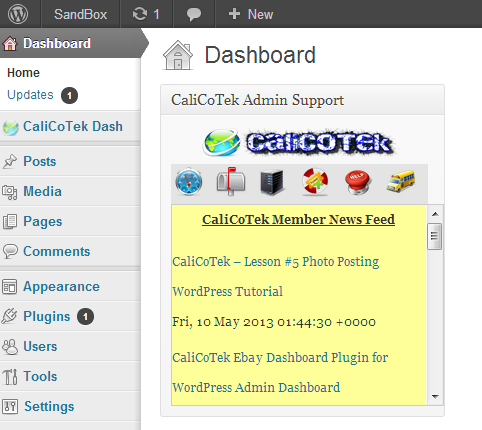 SandBox 1 + New
Dashboard
Home
Updates 1
CaliCoTek Dash
Posts
Media
Pages
Comments
Appearance
Plugins 1
Users
Tools
Settings
Dashboard
CaliCoTek Admin Support
CaliCoTek
HELP
CaliCoTek Member News Feed
CaliCoTek – Lesson #5 Photo Posting
WordPress Tutorial
Fri, 10 May 2013 01:44:30 +0000
CaliCoTek Ebay Dashboard Plugin for
WordPress Admin Dashboard